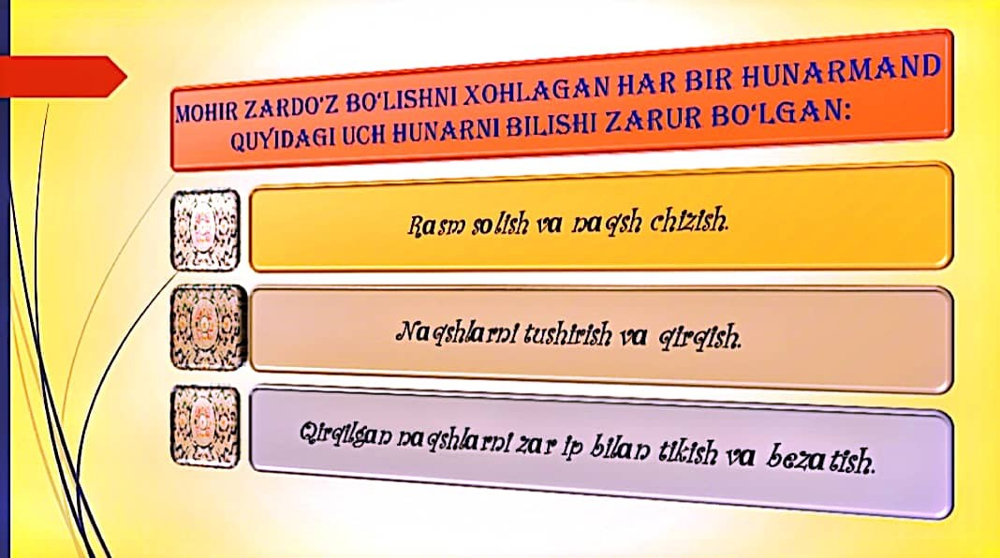 MOHIR ZARDO‘Z BO‘LISHNI XOHLAGAN HAR BIR HUNARMAND
QUYIDAGI UCH HUNARNI BILISHI ZARUR BO‘LGAN:
Rasm solish va naqsh chizish.
Naqshlarni tushirish va qirqish.
Qirqilgan naqshlarni zar ip bilan tikish va bezatish.